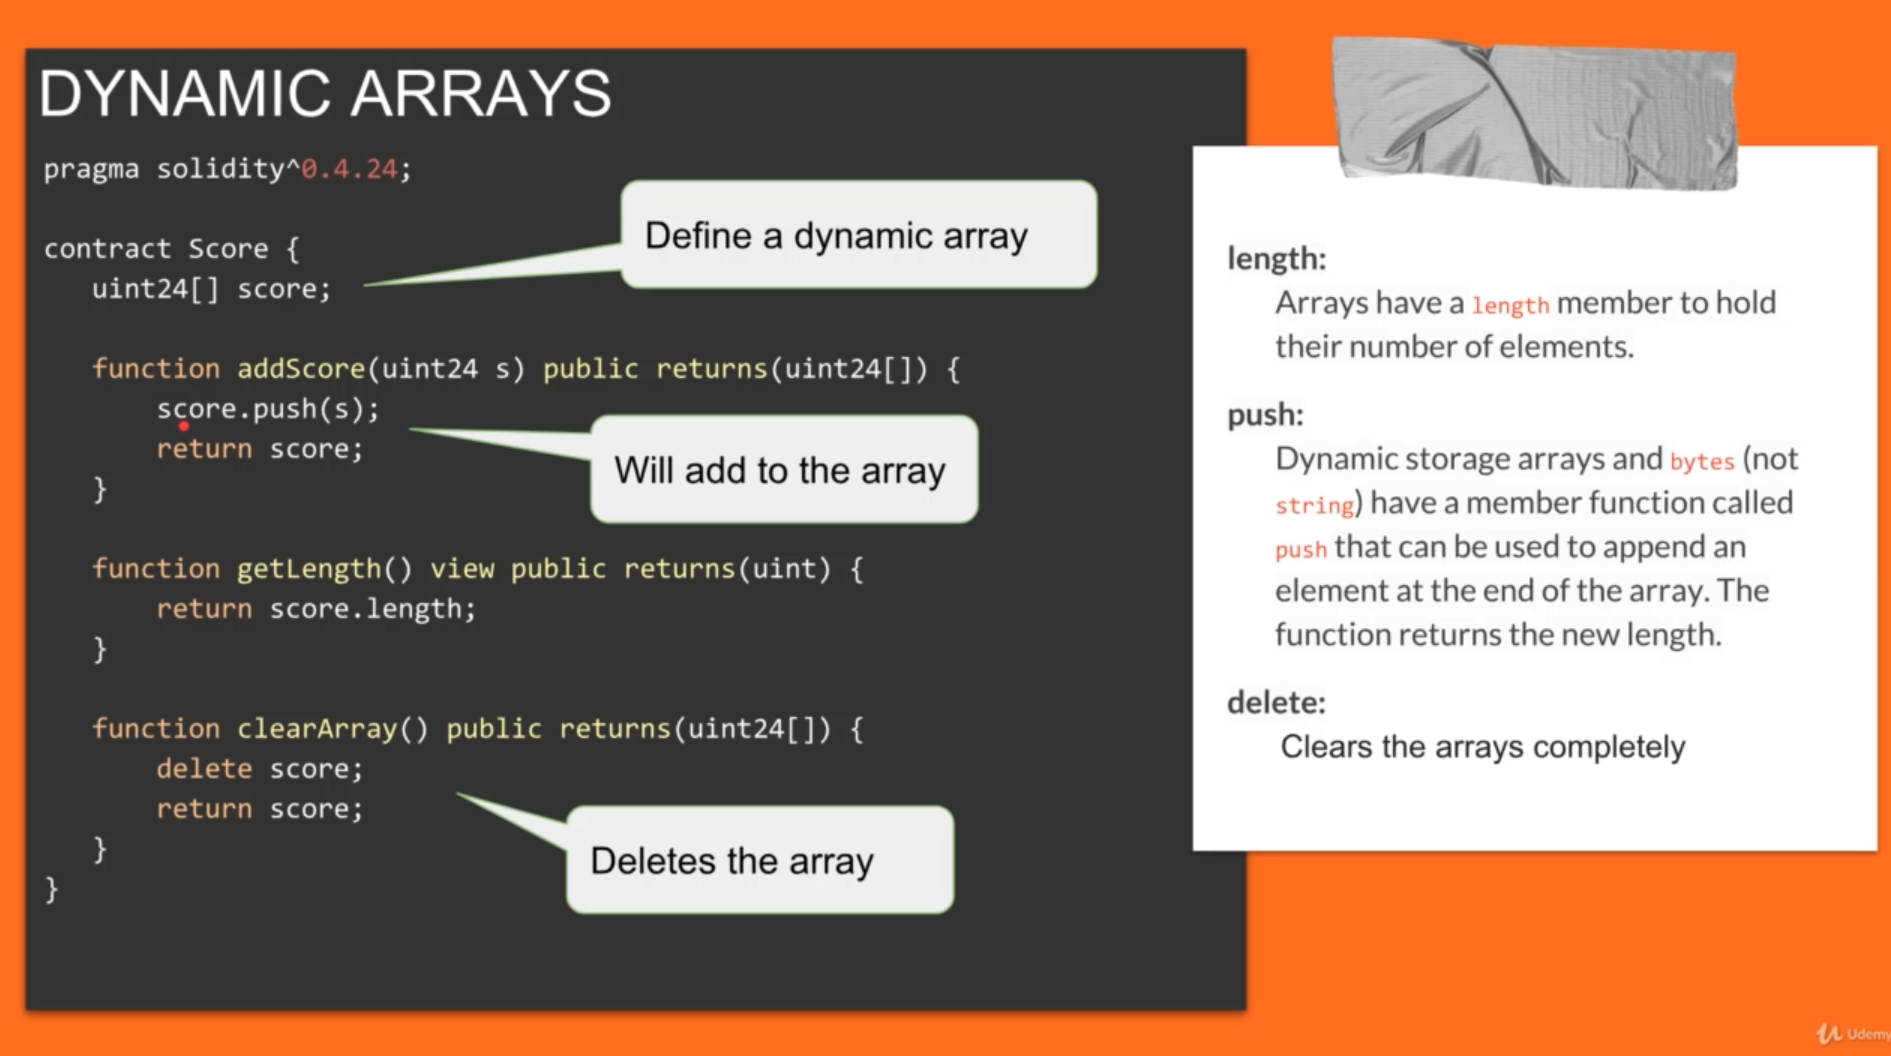 DYNAMIC ARRAYS
pragma solidity^0.4.24;
contract Score {
uint24[] score;
Define a dynamic array
function addScore(uint24 s) public returns(uint24[]) {
score.push(s);
return score;
}
Will add to the array
function getLength() view public returns(uint) {
return score.length;
}
function clearArray() public returns(uint24[]) {
delete score;
return score;
}
}
Deletes the array
length:
Arrays have a length member to hold
their number of elements.
push:
Dynamic storage arrays and bytes (not
string) have a member function called
push that can be used to append an
element at the end of the array. The
function returns the new length.
delete:
Clears the arrays completely
Udemy